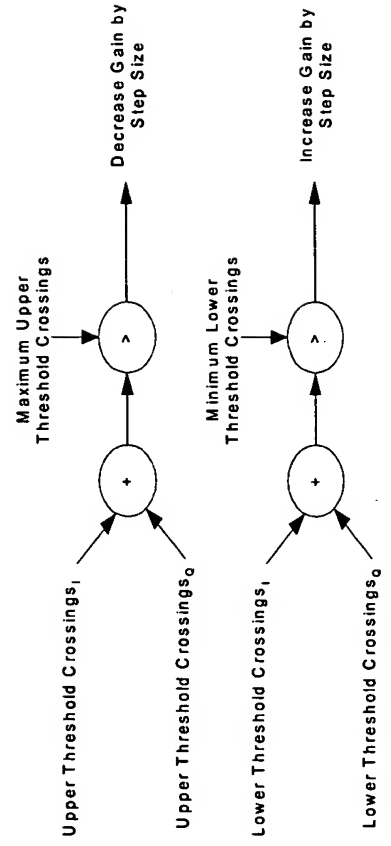 Upper Threshold Crossings_I
Upper Threshold Crossings_Q
+
Maximum Upper
Threshold Crossings
>
Decrease Gain by
Step Size
Lower Threshold Crossings_I
Lower Threshold Crossings_Q
+
Minimum Lower
Threshold Crossings
>
Increase Gain by
Step Size